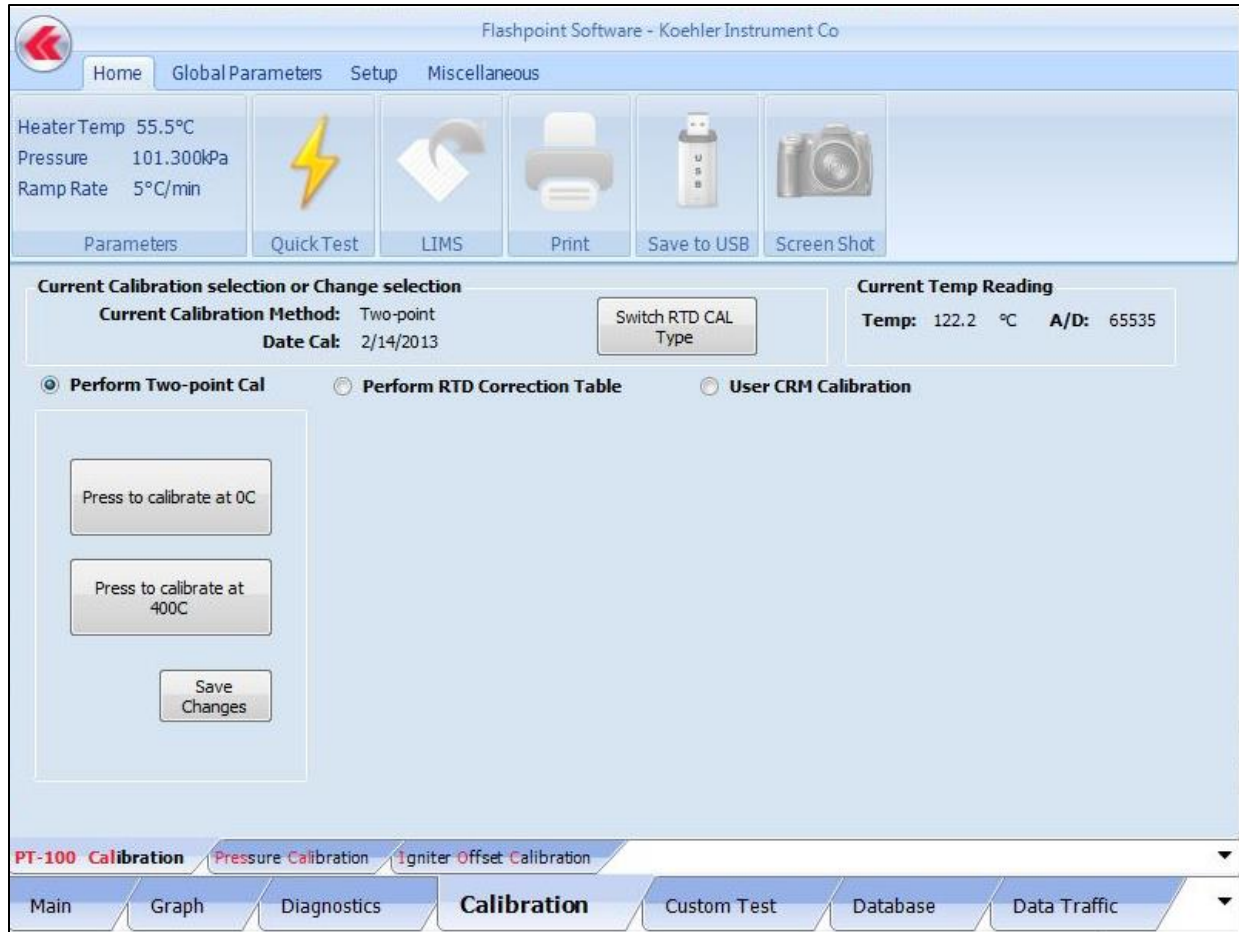 Flashpoint Software - Koehler Instrument Co
Home Global Parameters Setup Miscellaneous
Heater Temp 55.5°C
Pressure 101.300kPa
Ramp Rate 5°C/min
Parameters
Quick Test
LIMS
Print
USB
Save to USB
Screen Shot
Current Calibration selection or Change selection
Current Calibration Method: Two-point
Date Cal: 2/14/2013
Switch RTD CAL
Type
Current Temp Reading
Temp: 122.2 °C A/D: 65535
Perform Two-point Cal
Perform RTD Correction Table
User CRM Calibration
Press to calibrate at 0C
Press to calibrate at
400C
Save
Changes
PT-100 Calibration Pressure Calibration Igniter Offset Calibration
Main Graph Diagnostics Calibration Custom Test Database Data Traffic